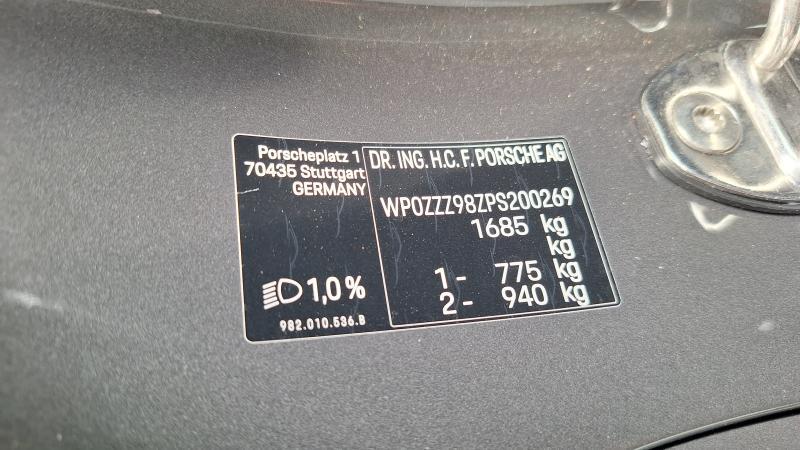 Porscheplatz 1
70435 Stuttgart
GERMANY
1,0%
982.010.536.B
DR. ING. H.C. F. PORSCHE AG
WP0ZZZ98ZPS200269
1685 kg
kg
1- 775 kg
2- 940 kg